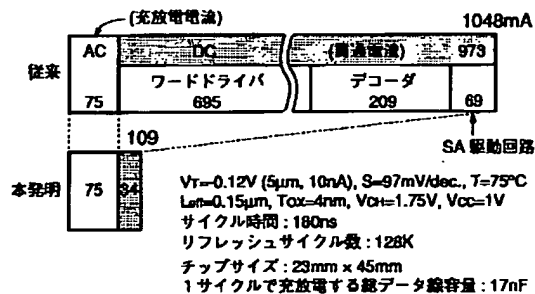 (充放電電流)
1048mA
AC
DC
(貫通電流)
973
従来
ワードドライバ
デコーダ
75
695
209
69
109
SA 駆動回路
本発明
75
34
VT=-0.12V (5μm, 10nA), S=97mV/dec., T=75°C
Leff=0.15μm, Tox=4nm, VCH=1.75V, VCC=1V
サイクル時間 : 180ns
リフレッシュサイクル数 : 128K
チップサイズ : 23mm x 45mm
1 サイクルで充放電する総データ線容量 : 17nF